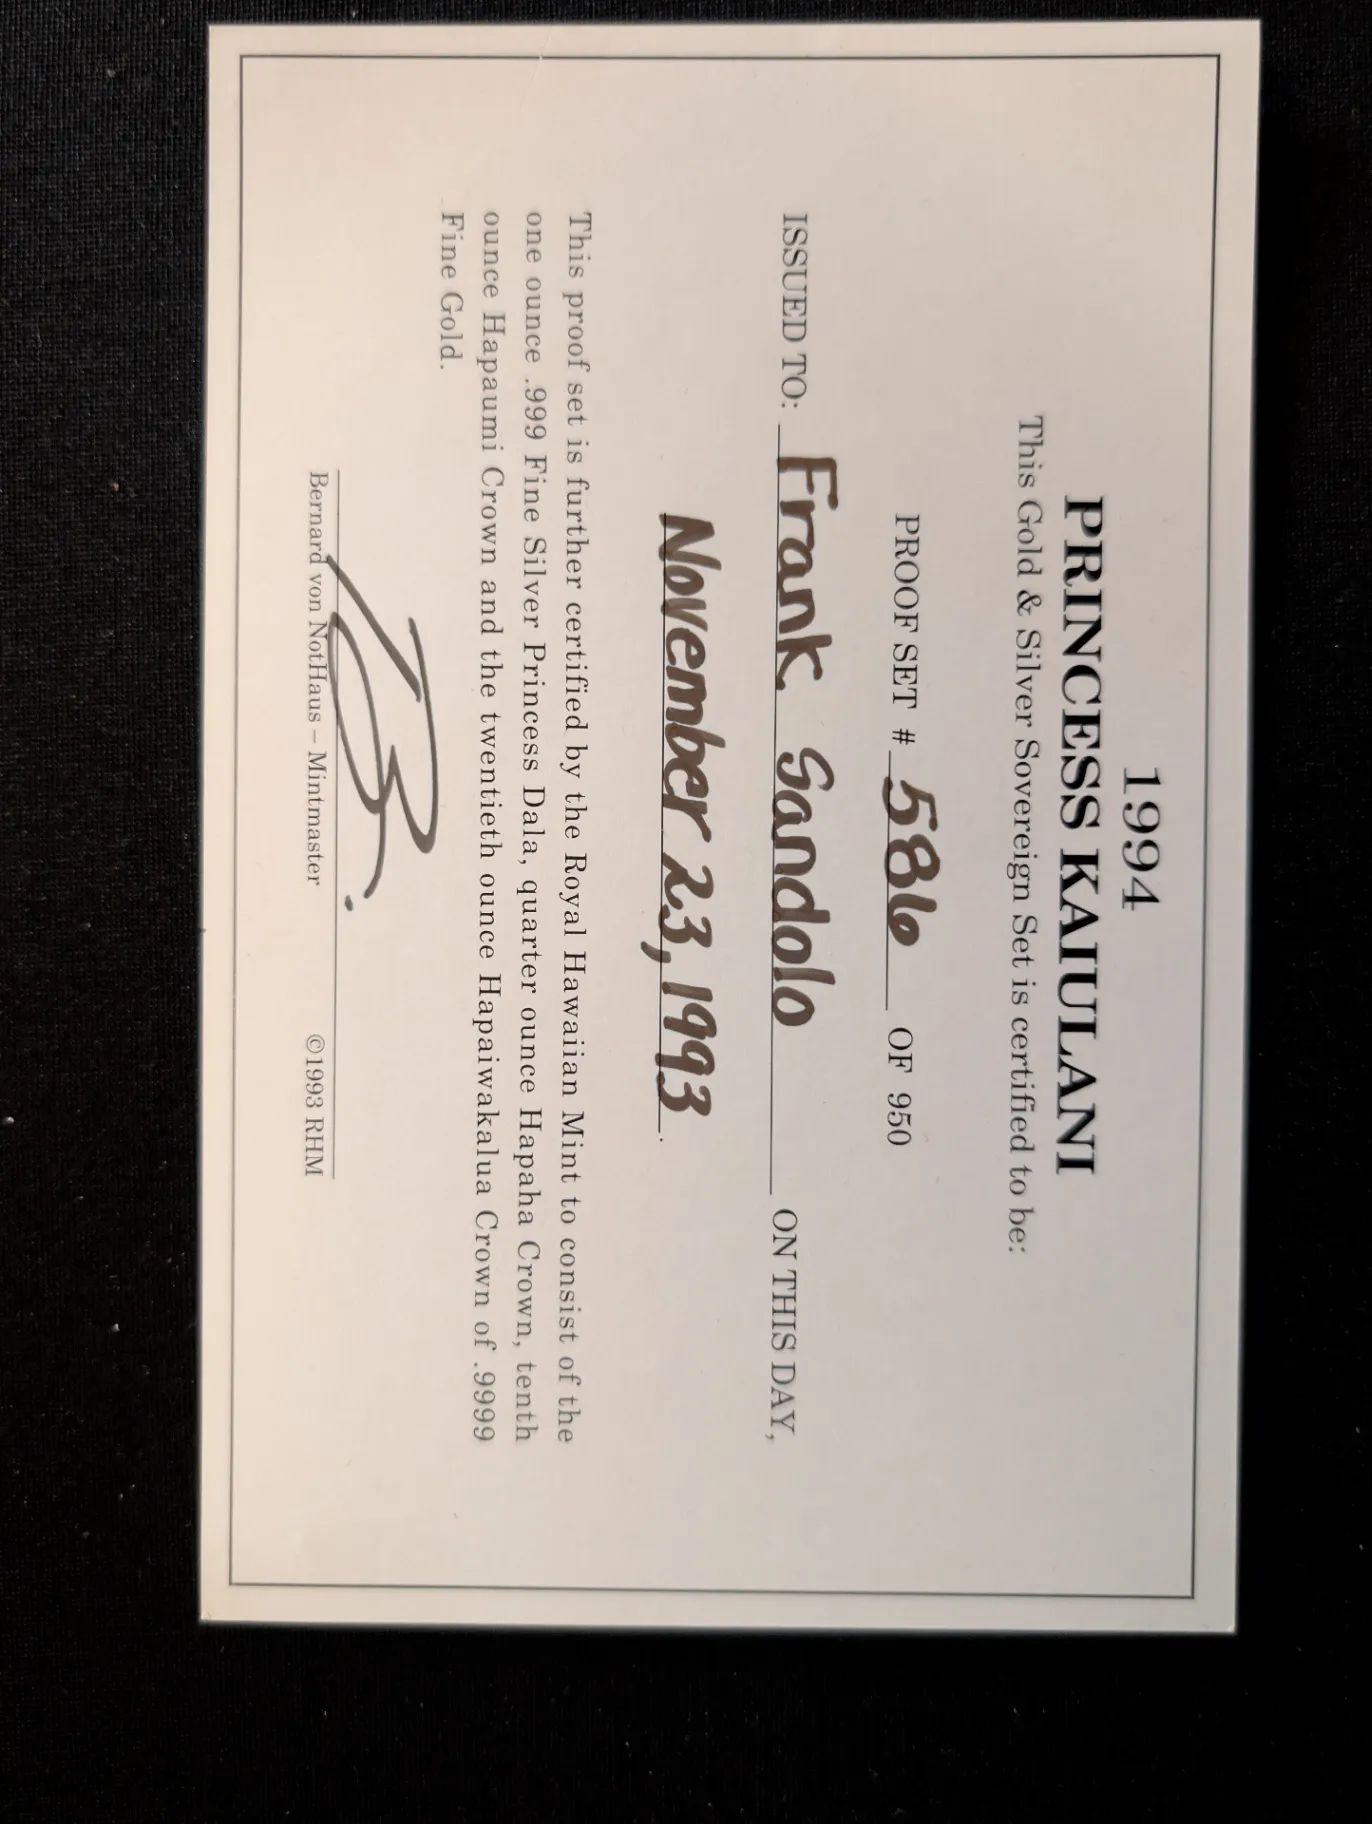 1994
PRINCESS KAIULANI
This Gold & Silver Sovereign Set is certified to be:
PROOF SET # 586 OF 950
ISSUED TO: Frank Sandolo ON THIS DAY,
November 23, 1993.
This proof set is further certified by the Royal Hawaiian Mint to consist of the
one ounce .999 Fine Silver Princess Dala, quarter ounce Hapaha Crown, tenth
ounce Hapaumi Crown and the twentieth ounce Hapaiwakalua Crown of .9999
Fine Gold.
Bernard von NotHaus – Mintmaster ©1993 RHM